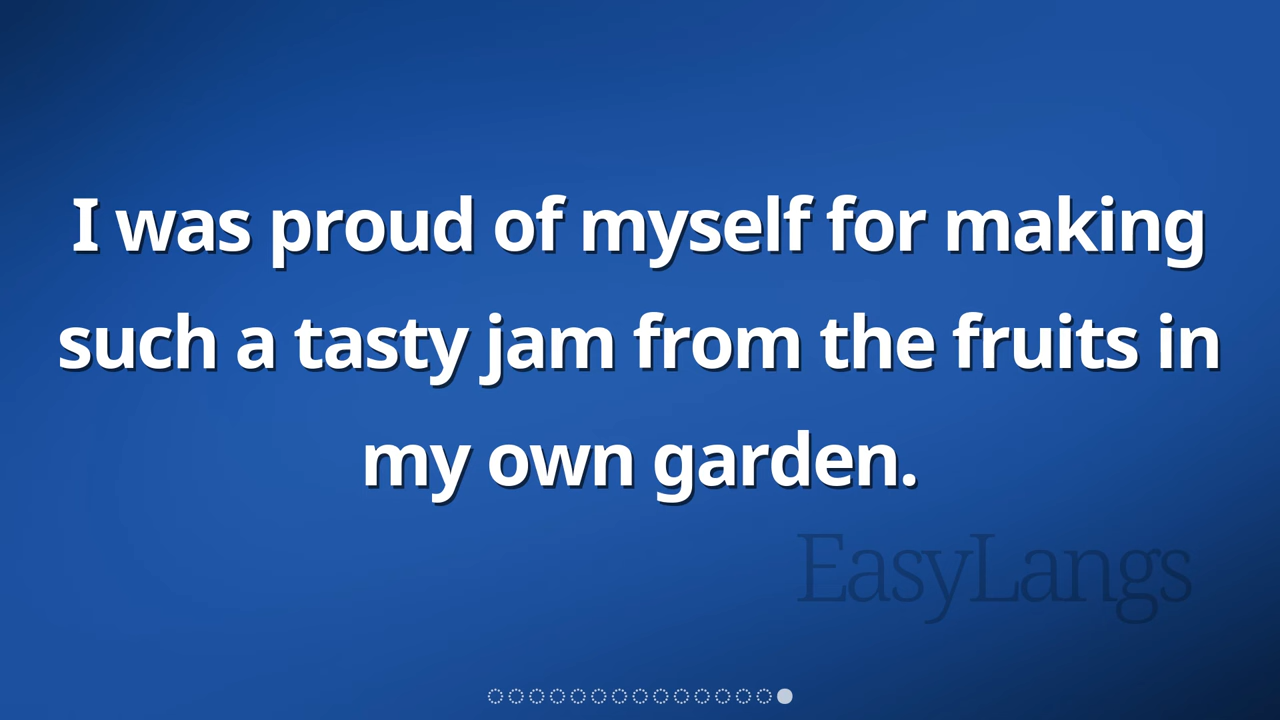 I was proud of myself for making
such a tasty jam from the fruits in
my own garden.
EasyLangs